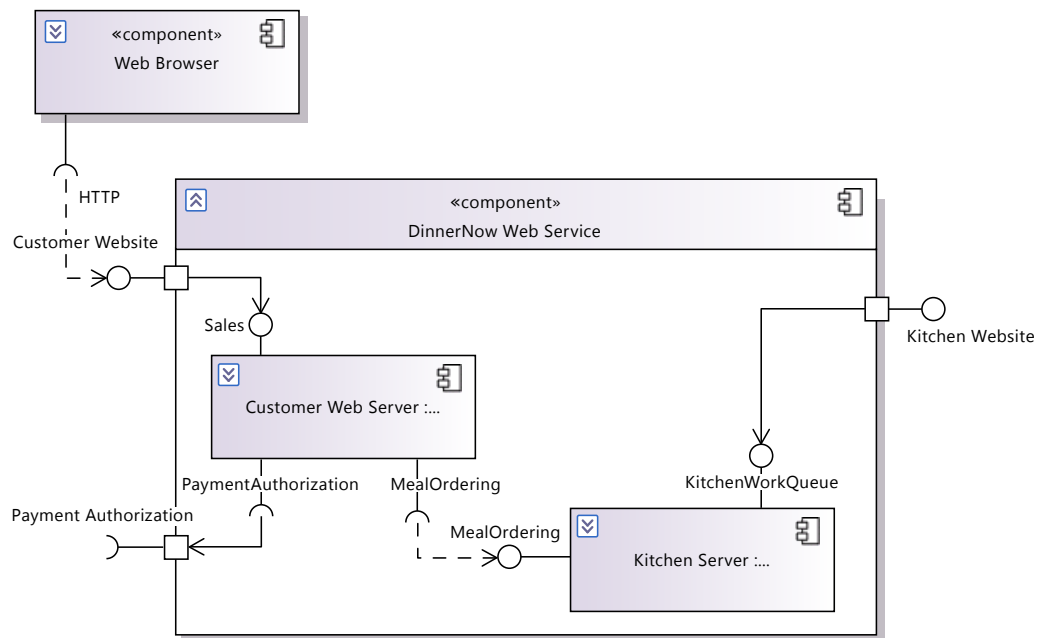 «component»
Web Browser
HTTP
Customer Website
«component»
DinnerNow Web Service
Sales
Kitchen Website
Customer Web Server :...
PaymentAuthorization
MealOrdering
KitchenWorkQueue
Payment Authorization
MealOrdering
Kitchen Server :...